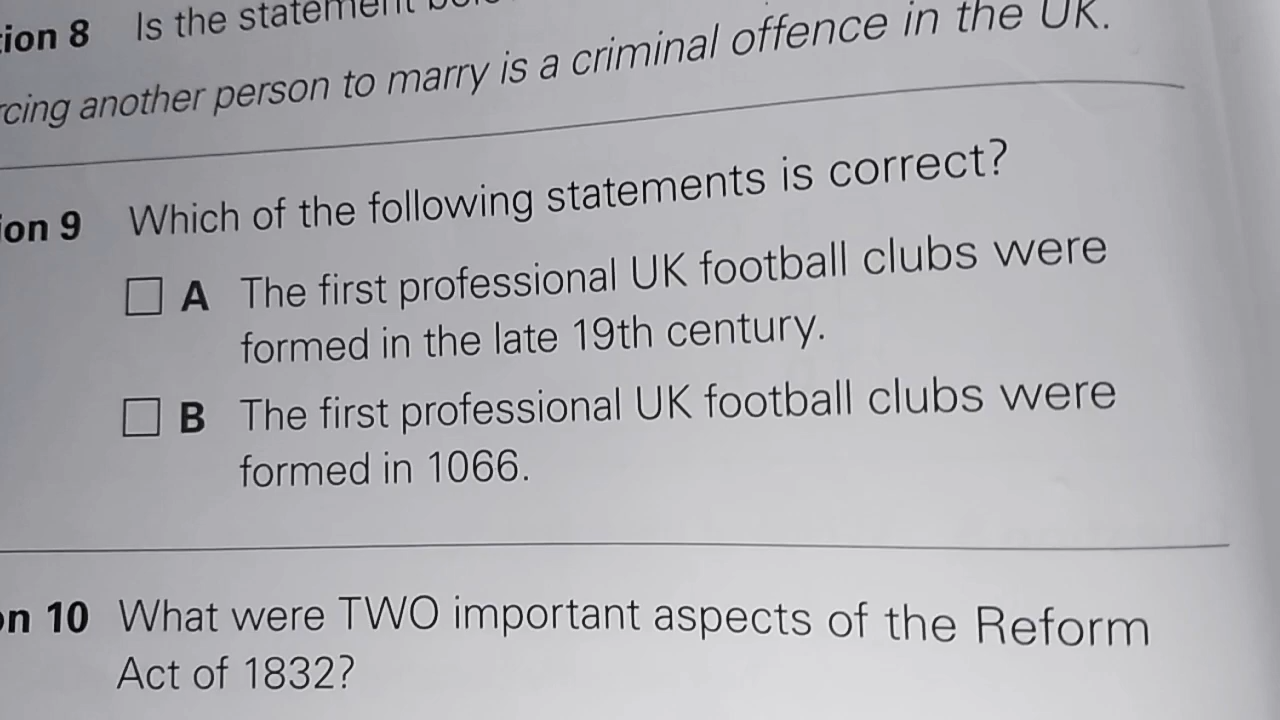 ion 8 Is the statement
rcing another person to marry is a criminal offence in the UK.
ion 9 Which of the following statements is correct?
A The first professional UK football clubs were
formed in the late 19th century.
B The first professional UK football clubs were
formed in 1066.
on 10 What were TWO important aspects of the Reform
Act of 1832?